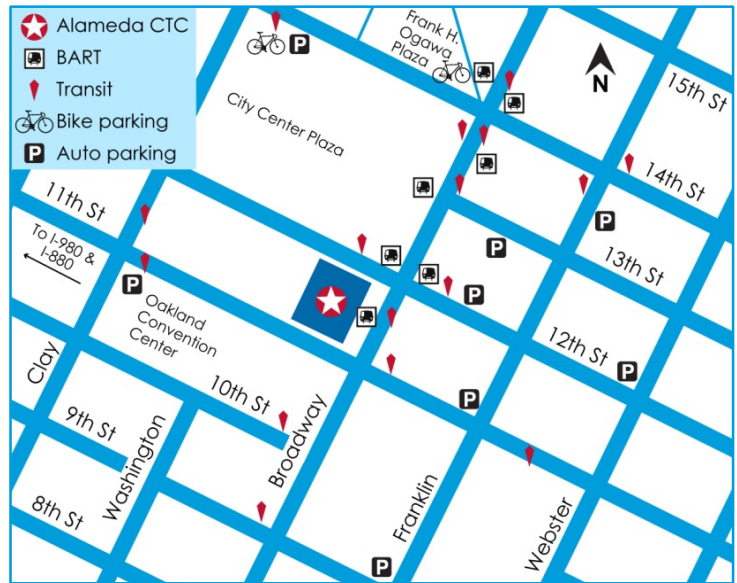 Alameda CTC
BART
Transit
Bike parking
P Auto parking
P
Frank H.
Ogawa
Plaza
N
15th St
City Center Plaza
14th St
11th St
P
13th St
To I-980 &
I-880
P
P
P
Oakland
Convention
Center
12th St
P
Clay
10th St
P
9th St
Washington
Broadway
Franklin
Webster
8th St
P